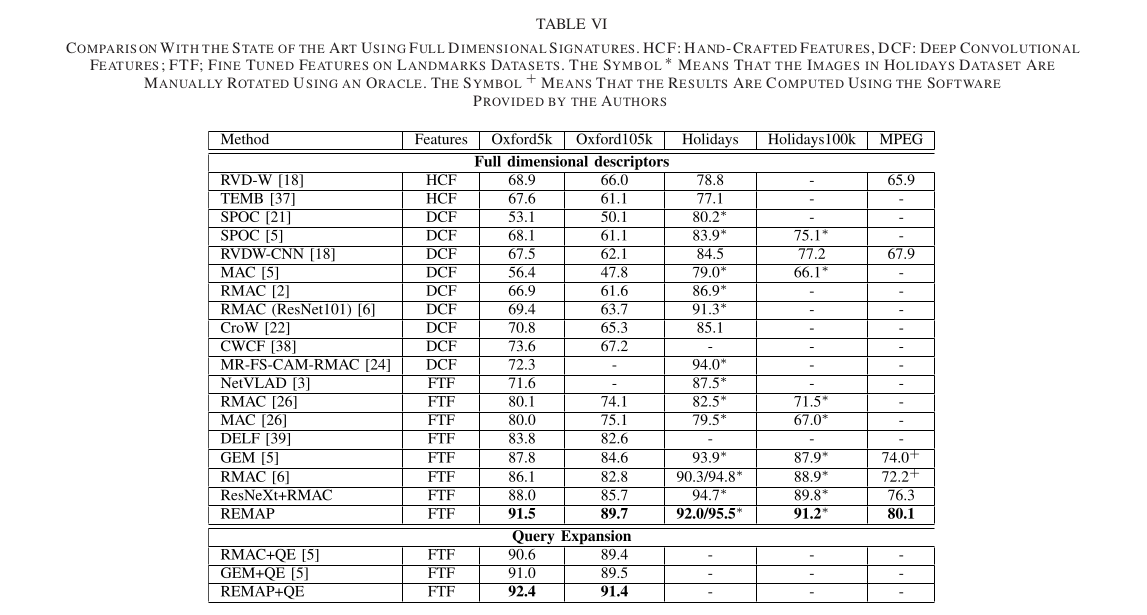 TABLE VI
COMPARISON WITH THE STATE OF THE ART USING FULL DIMENSIONAL SIGNATURES. HCF: HAND-CRAFTED FEATURES, DCF: DEEP CONVOLUTIONAL
FEATURES; FTF; FINE TUNED FEATURES ON LANDMARKS DATASETS. THE SYMBOL * MEANS THAT THE IMAGES IN HOLIDAYS DATASET ARE
MANUALLY ROTATED USING AN ORACLE. THE SYMBOL + MEANS THAT THE RESULTS ARE COMPUTED USING THE SOFTWARE
PROVIDED BY THE AUTHORS
Method Features Oxford5k Oxford105k Holidays Holidays100k MPEG
Full dimensional descriptors
RVD-W [18] HCF 68.9 66.0 78.8 - 65.9
TEMB [37] HCF 67.6 61.1 77.1 - -
SPOC [21] DCF 53.1 50.1 80.2* - -
SPOC [5] DCF 68.1 61.1 83.9* 75.1* -
RVDW-CNN [18] DCF 67.5 62.1 84.5 77.2 67.9
MAC [5] DCF 56.4 47.8 79.0* 66.1* -
RMAC [2] DCF 66.9 61.6 86.9* - -
RMAC (ResNet101) [6] DCF 69.4 63.7 91.3* - -
CroW [22] DCF 70.8 65.3 85.1 - -
CWCF [38] DCF 73.6 67.2 - - -
MR-FS-CAM-RMAC [24] DCF 72.3 - 94.0* - -
NetVLAD [3] FTF 71.6 - 87.5* - -
RMAC [26] FTF 80.1 74.1 82.5* 71.5* -
MAC [26] FTF 80.0 75.1 79.5* 67.0* -
DELF [39] FTF 83.8 82.6 - - -
GEM [5] FTF 87.8 84.6 93.9* 87.9* 74.0+
RMAC [6] FTF 86.1 82.8 90.3/94.8* 88.9* 72.2+
ResNeXt+RMAC FTF 88.0 85.7 94.7* 89.8* 76.3
REMAP FTF 91.5 89.7 92.0/95.5* 91.2* 80.1
Query Expansion
RMAC+QE [5] FTF 90.6 89.4 - - -
GEM+QE [5] FTF 91.0 89.5 - - -
REMAP+QE FTF 92.4 91.4 - - -